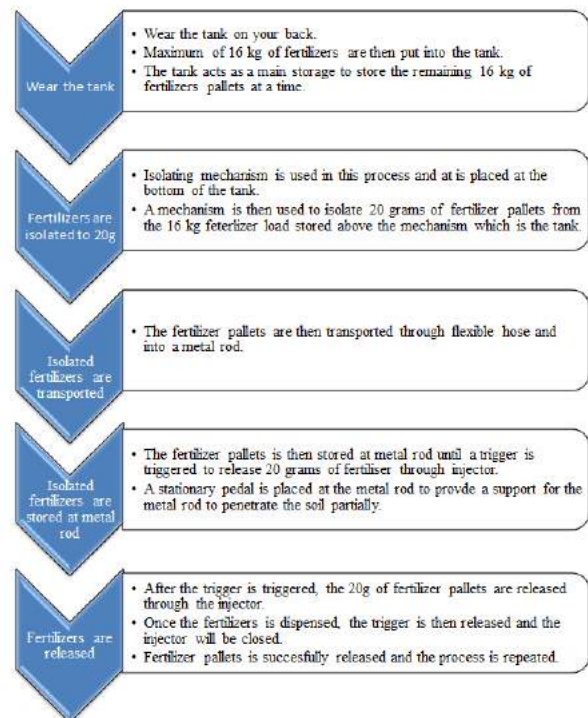 Wear the tank
• Wear the tank on your back.
• Maximum of 16 kg of fertilizers are then put into the tank.
• The tank acts as a main storage to store the remaining 16 kg of
fertilizers pallets at a time.
Fertilizers are
isolated to 20g
• Isolating mechanism is used in this process and at is placed at the
bottom of the tank.
• A mechanism is then used to isolate 20 grams of fertilizer pallets from
the 16 kg feterlizer load stored above the mechanism which is the tank.
Isolated
fertilizers are
transported
• The fertilizer pallets are then transported through flexible hose and
into a metal rod.
Isolated
fertilizers are
stored at metal
rod
• The fertilizer pallets is then stored at metal rod until a trigger is
triggered to release 20 grams of fertiliser through injector.
• A stationary pedal is placed at the metal rod to provde a support for the
metal rod to penetrate the soil partially.
Fertilizers are
released
• After the trigger is triggered, the 20g of fertilizer pallets are released
through the injector.
• Once the fertilizers is dispensed, the trigger is then released and the
injector will be closed.
• Fertilizer pallets is succesfully released and the process is repeated.